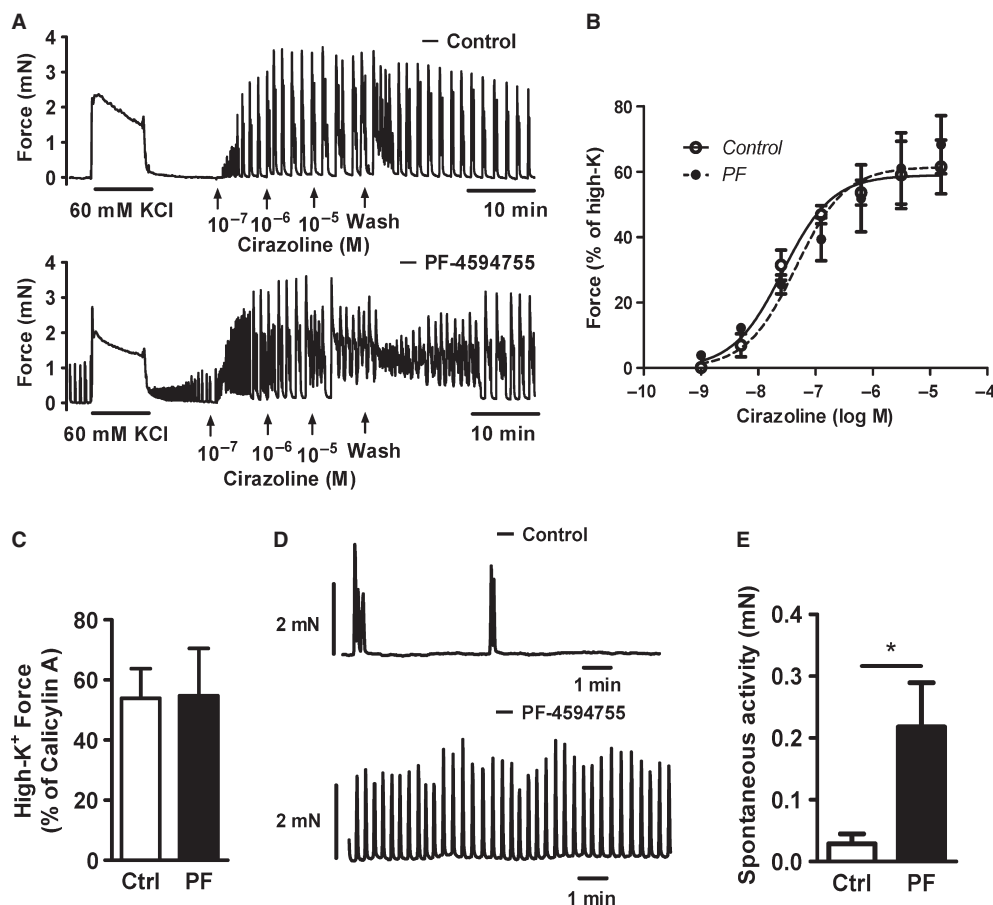 A
Force (mN)
4
3
2
1
0
— Control
60 mM KCl
10⁻⁷ 10⁻⁶ 10⁻⁵ Wash
Cirazoline (M)
10 min
Force (mN)
4
3
2
1
0
— PF-4594755
60 mM KCl
10⁻⁷ 10⁻⁶ 10⁻⁵ Wash
Cirazoline (M)
10 min
B
Force (% of high-K)
80
60
40
20
0
Control
PF
–10 –9 –8 –7 –6 –5 –4
Cirazoline (log M)
C
High-K⁺ Force
(% of Calicylin A)
80
60
40
20
0
Ctrl PF
D
— Control
2 mN
1 min
— PF-4594755
2 mN
1 min
E
Spontaneous activity (mN)
0.4
0.3
0.2
0.1
0.0
*
Ctrl PF